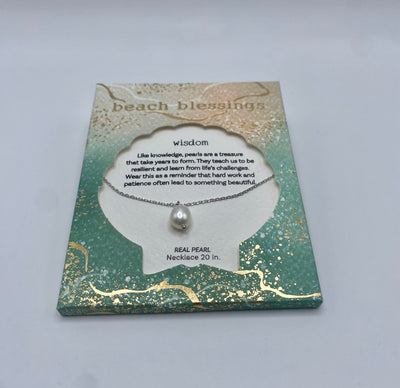 beach blessings
wisdom
Like knowledge, pearls are a treasure
that take years to form. They teach us to be
resilient and learn from life's challenges.
Wear this as a reminder that hard work and
patience often lead to something beautiful.
REAL PEARL
Necklace 20 in.